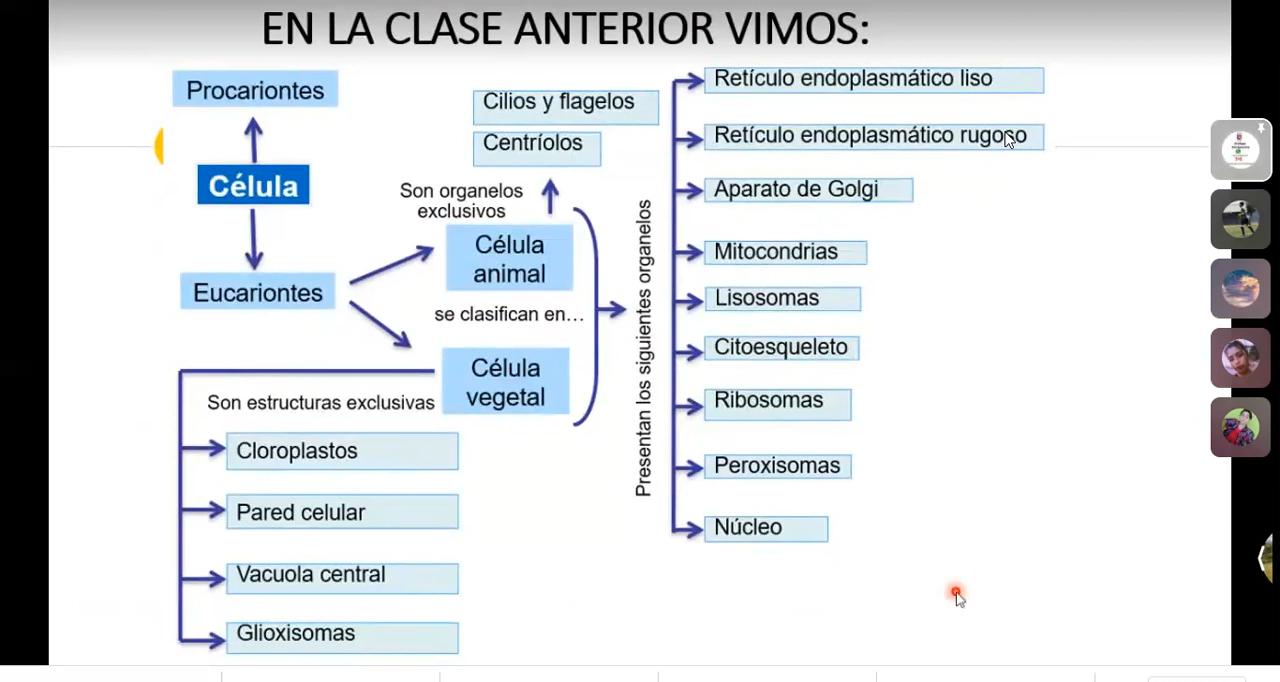 EN LA CLASE ANTERIOR VIMOS:
Procariontes
Célula
Eucariontes
Cilios y flagelos
Centríolos
Son organelos
exclusivos
Célula
animal
se clasifican en...
Célula
vegetal
Son estructuras exclusivas
Cloroplastos
Pared celular
Vacuola central
Glioxisomas
Presentan los siguientes organelos
Retículo endoplasmático liso
Retículo endoplasmático rugoso
Aparato de Golgi
Mitocondrias
Lisosomas
Citoesqueleto
Ribosomas
Peroxisomas
Núcleo